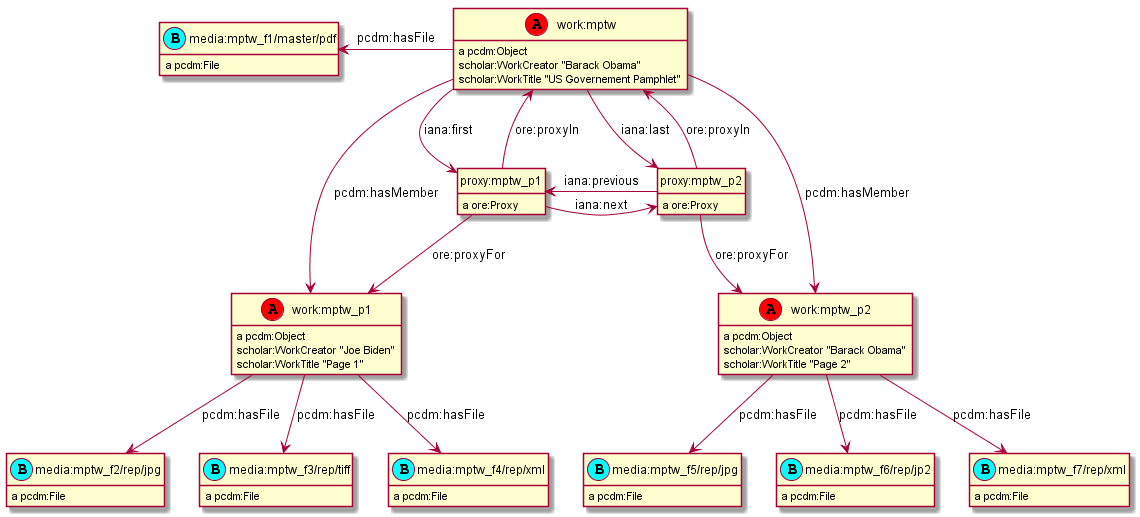 A work:mptw
a pcdm:Object
scholar:WorkCreator "Barack Obama"
scholar:WorkTitle "US Governement Pamphlet"
B media:mptw_f1/master/pdf
a pcdm:File
pcdm:hasFile
iana:first
ore:proxyIn
iana:last
ore:proxyIn
pcdm:hasMember
pcdm:hasMember
proxy:mptw_p1
a ore:Proxy
iana:previous
iana:next
proxy:mptw_p2
a ore:Proxy
ore:proxyFor
ore:proxyFor
A work:mptw_p1
a pcdm:Object
scholar:WorkCreator "Joe Biden"
scholar:WorkTitle "Page 1"
A work:mptw_p2
a pcdm:Object
scholar:WorkCreator "Barack Obama"
scholar:WorkTitle "Page 2"
pcdm:hasFile
pcdm:hasFile
pcdm:hasFile
pcdm:hasFile
pcdm:hasFile
pcdm:hasFile
B media:mptw_f2/rep/jpg
a pcdm:File
B media:mptw_f3/rep/tiff
a pcdm:File
B media:mptw_f4/rep/xml
a pcdm:File
B media:mptw_f5/rep/jpg
a pcdm:File
B media:mptw_f6/rep/jp2
a pcdm:File
B media:mptw_f7/rep/xml
a pcdm:File